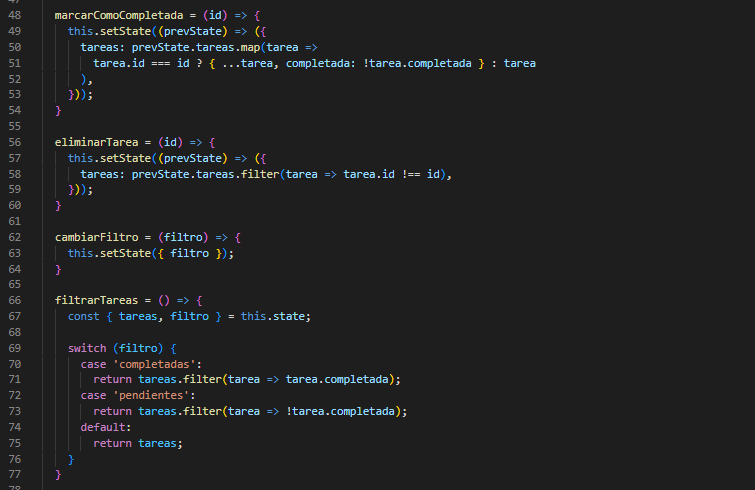 48 marcarComoCompletada = (id) => {
49 this.setState((prevState) => ({
50 tareas: prevState.tareas.map(tarea =>
51 tarea.id === id ? { ...tarea, completada: !tarea.completada } : tarea
52 ),
53 }));
54 }
55
56 eliminarTarea = (id) => {
57 this.setState((prevState) => ({
58 tareas: prevState.tareas.filter(tarea => tarea.id !== id),
59 }));
60 }
61
62 cambiarFiltro = (filtro) => {
63 this.setState({ filtro });
64 }
65
66 filtrarTareas = () => {
67 const { tareas, filtro } = this.state;
68
69 switch (filtro) {
70 case 'completadas':
71 return tareas.filter(tarea => tarea.completada);
72 case 'pendientes':
73 return tareas.filter(tarea => !tarea.completada);
74 default:
75 return tareas;
76 }
77 }